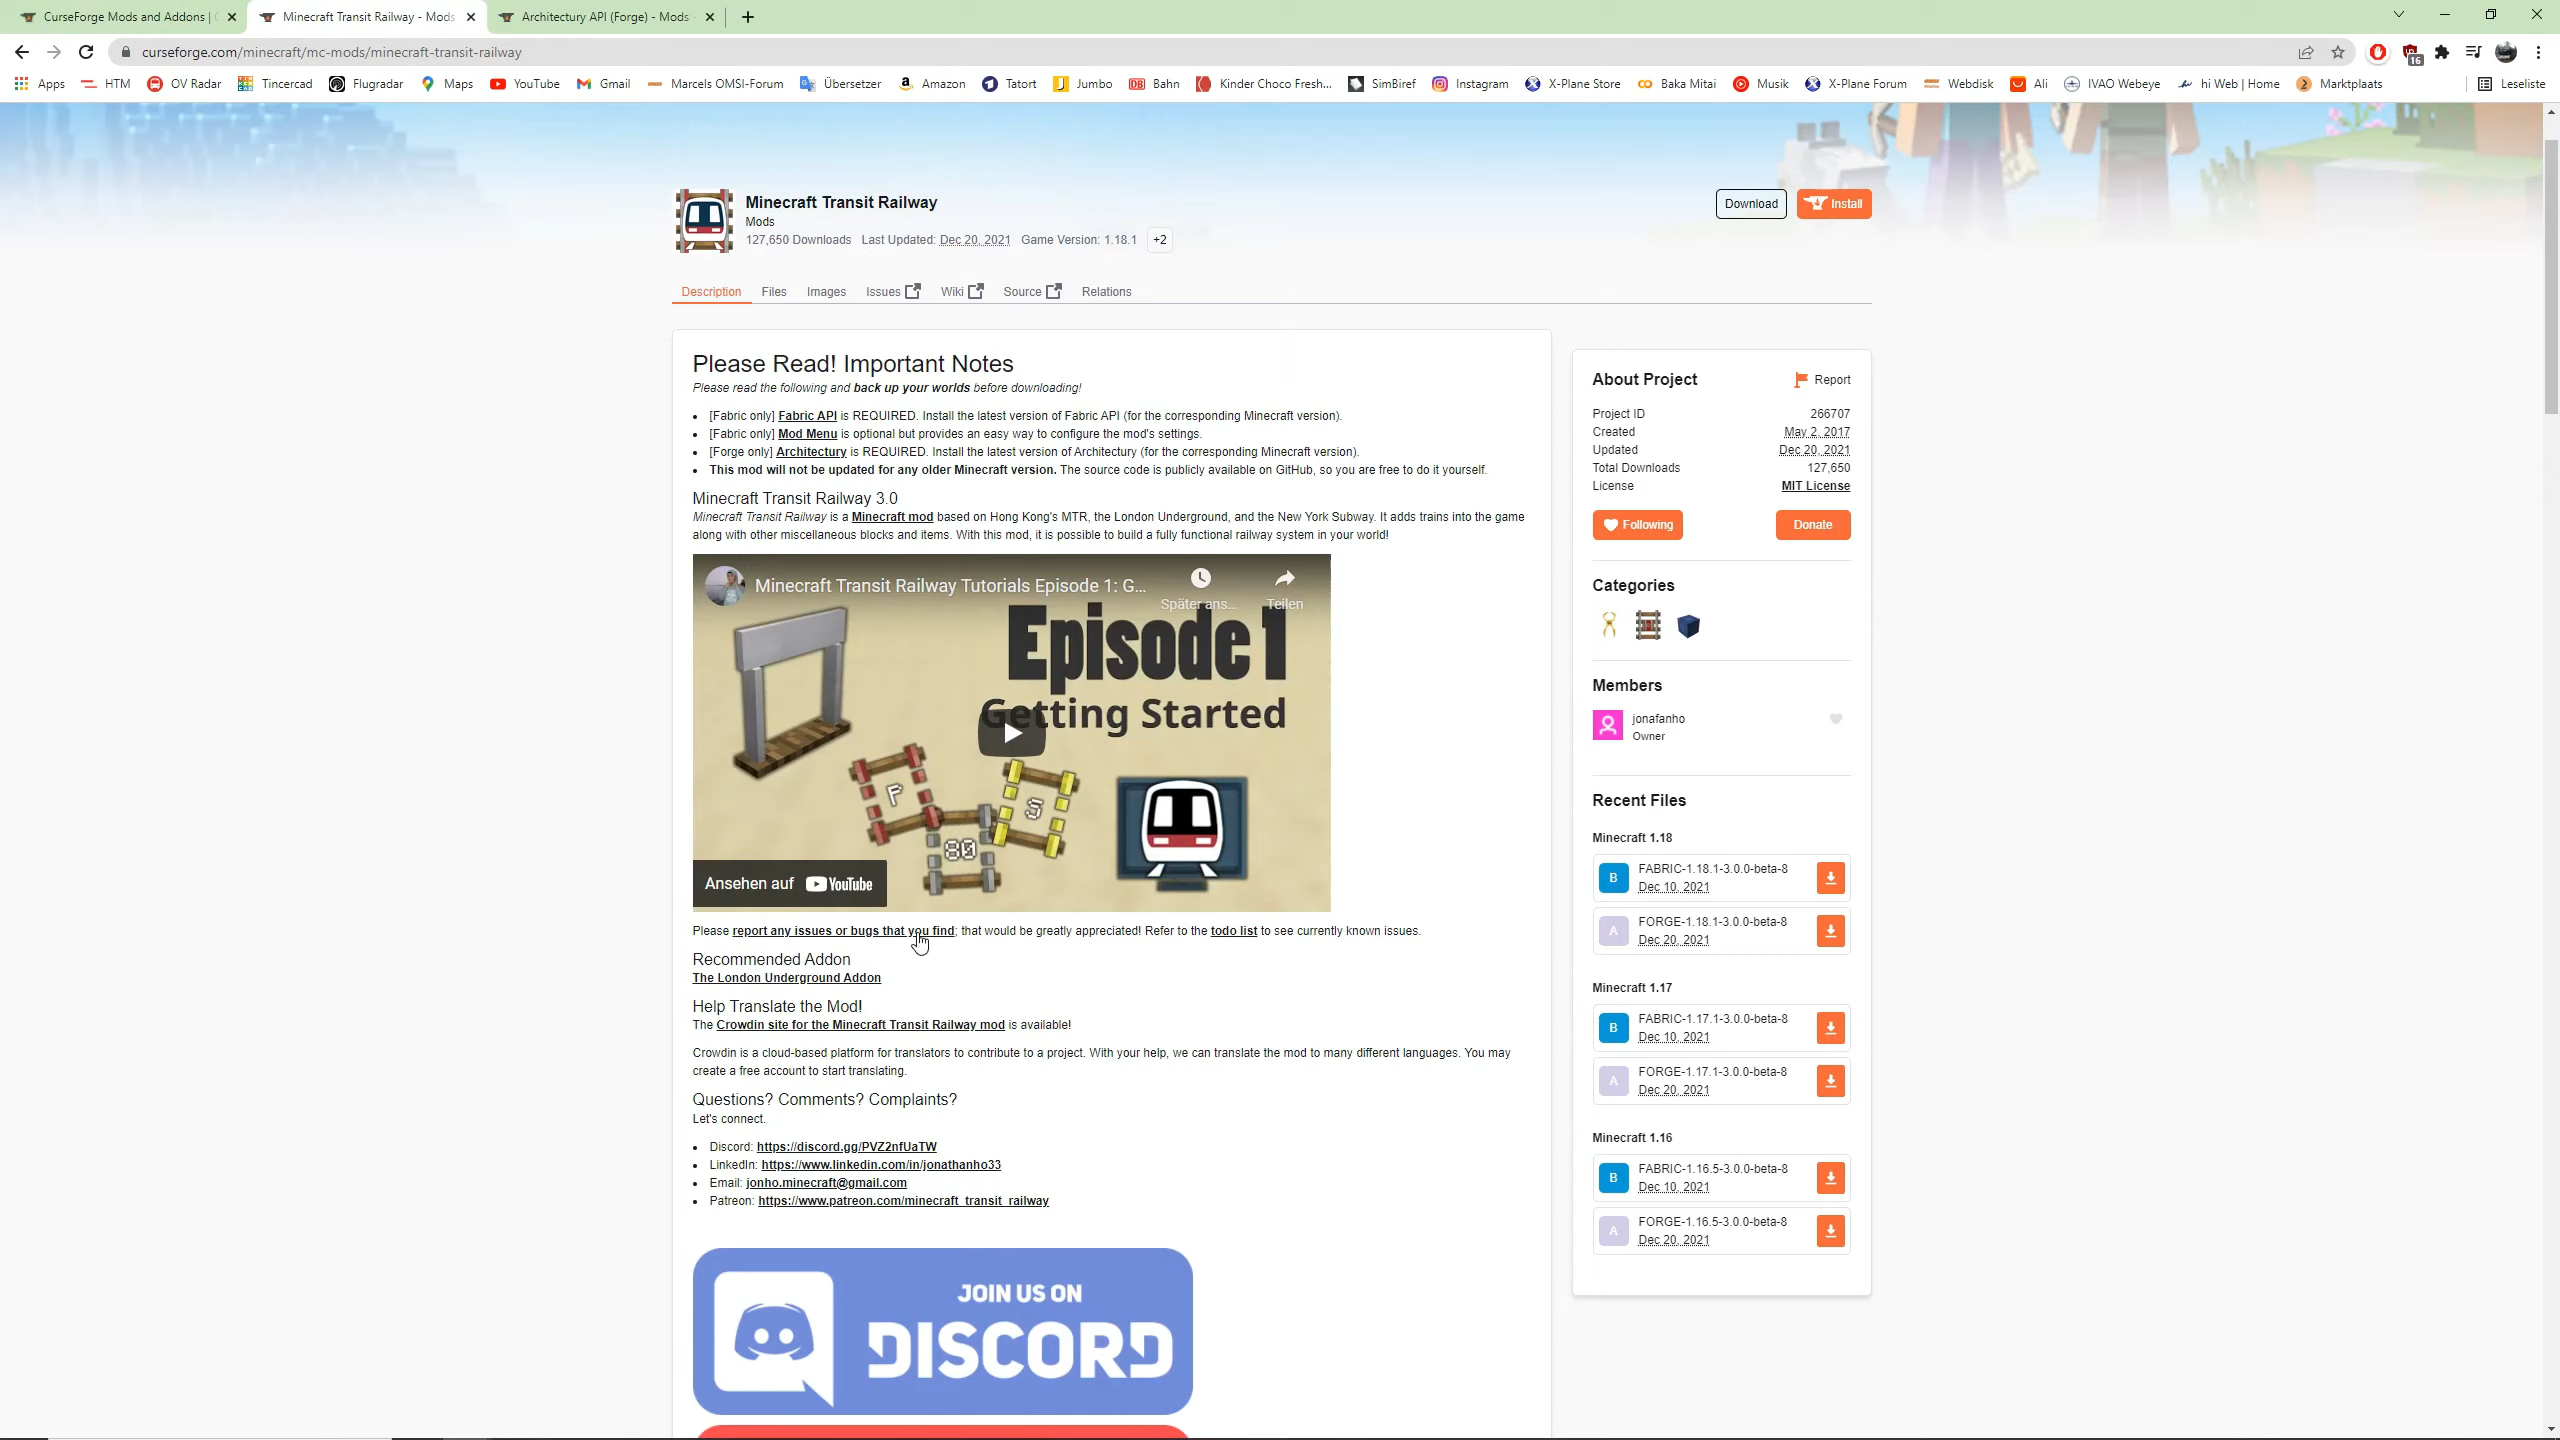 CurseForge Mods and Addons |
Minecraft Transit Railway - Mods
Architectury API (Forge) - Mods
curseforge.com/minecraft/mc-mods/minecraft-transit-railway
16
Apps HTM OV Radar Tincercad Flugradar Maps YouTube Gmail Marcels OMSI-Forum Übersetzer Amazon Tatort Jumbo Bahn Kinder Choco Fresh... SimBiref Instagram X-Plane Store Baka Mitai Musik X-Plane Forum Webdisk Ali IVAO Webeye hi Web | Home Marktplaats Leseliste
Minecraft Transit Railway
Mods
127,650 Downloads Last Updated: Dec 20, 2021 Game Version: 1.18.1 +2
Download
Install
Description Files Images Issues Wiki Source Relations
Please Read! Important Notes
Please read the following and back up your worlds before downloading!
• [Fabric only] Fabric API is REQUIRED. Install the latest version of Fabric API (for the corresponding Minecraft version).
• [Fabric only] Mod Menu is optional but provides an easy way to configure the mod's settings.
• [Forge only] Architectury is REQUIRED. Install the latest version of Architectury (for the corresponding Minecraft version).
• This mod will not be updated for any older Minecraft version. The source code is publicly available on GitHub, so you are free to do it yourself.
Minecraft Transit Railway 3.0
Minecraft Transit Railway is a Minecraft mod based on Hong Kong's MTR, the London Underground, and the New York Subway. It adds trains into the game
along with other miscellaneous blocks and items. With this mod, it is possible to build a fully functional railway system in your world!
Minecraft Transit Railway Tutorials Episode 1: G...
Später ans...
Teilen
Episode 1
Getting Started
P
S
80
Ansehen auf YouTube
Please report any issues or bugs that you find; that would be greatly appreciated! Refer to the todo list to see currently known issues.
Recommended Addon
The London Underground Addon
Help Translate the Mod!
The Crowdin site for the Minecraft Transit Railway mod is available!
Crowdin is a cloud-based platform for translators to contribute to a project. With your help, we can translate the mod to many different languages. You may
create a free account to start translating.
Questions? Comments? Complaints?
Let's connect.
• Discord: https://discord.gg/PVZ2nfUaTW
• LinkedIn: https://www.linkedin.com/in/jonathanho33
• Email: jonho.minecraft@gmail.com
• Patreon: https://www.patreon.com/minecraft_transit_railway
JOIN US ON
DISCORD
About Project
Report
Project ID 266707
Created May 2, 2017
Updated Dec 20, 2021
Total Downloads 127,650
License MIT License
Following
Donate
Categories
Members
jonafanho
Owner
Recent Files
Minecraft 1.18
B FABRIC-1.18.1-3.0.0-beta-8
Dec 10, 2021
A FORGE-1.18.1-3.0.0-beta-8
Dec 20, 2021
Minecraft 1.17
B FABRIC-1.17.1-3.0.0-beta-8
Dec 10, 2021
A FORGE-1.17.1-3.0.0-beta-8
Dec 20, 2021
Minecraft 1.16
B FABRIC-1.16.5-3.0.0-beta-8
Dec 10, 2021
A FORGE-1.16.5-3.0.0-beta-8
Dec 20, 2021